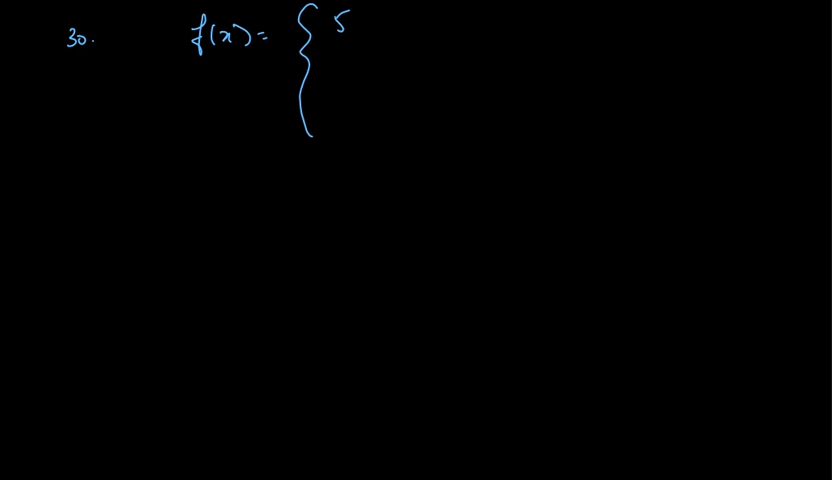 30. f(x) = { 5